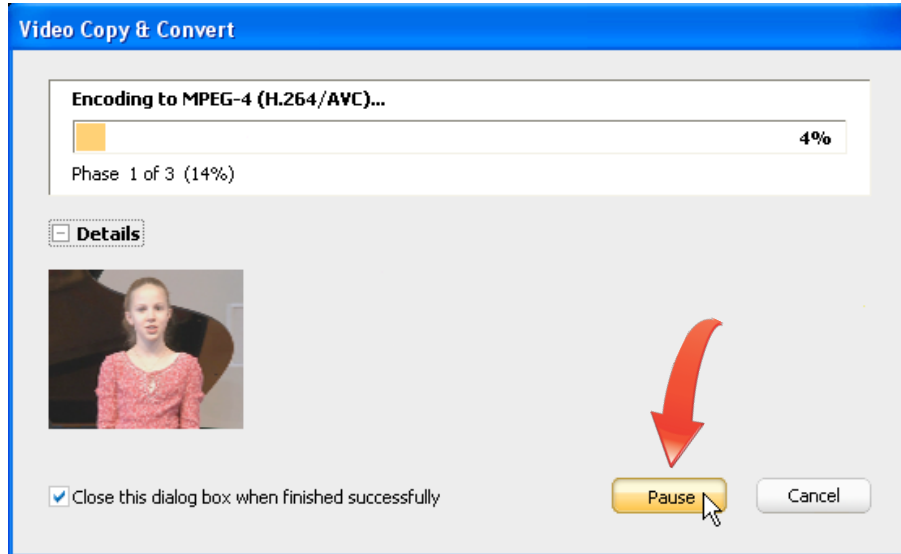 Video Copy & Convert
Encoding to MPEG-4 (H.264/AVC)...
4%
Phase 1 of 3 (14%)
Details
Close this dialog box when finished successfully
Pause
Cancel